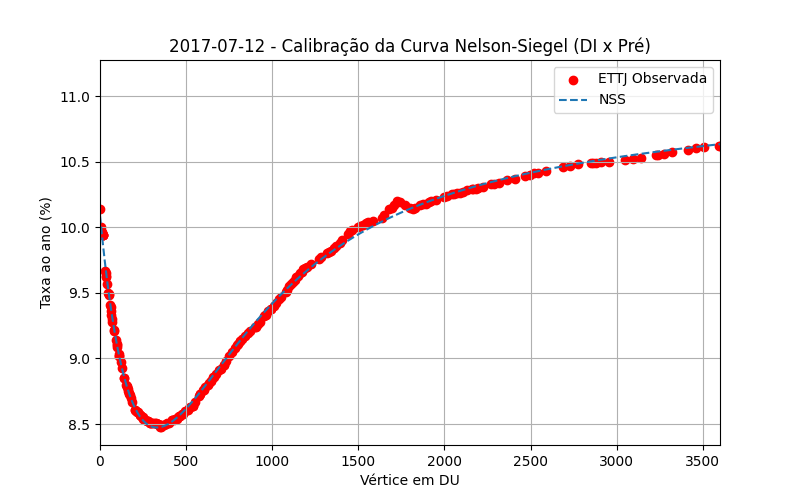 2017-07-12 - Calibração da Curva Nelson-Siegel (DI x Pré)
ETTJ Observada
NSS
Taxa ao ano (%)
11.0
10.5
10.0
9.5
9.0
8.5
0 500 1000 1500 2000 2500 3000 3500
Vértice em DU